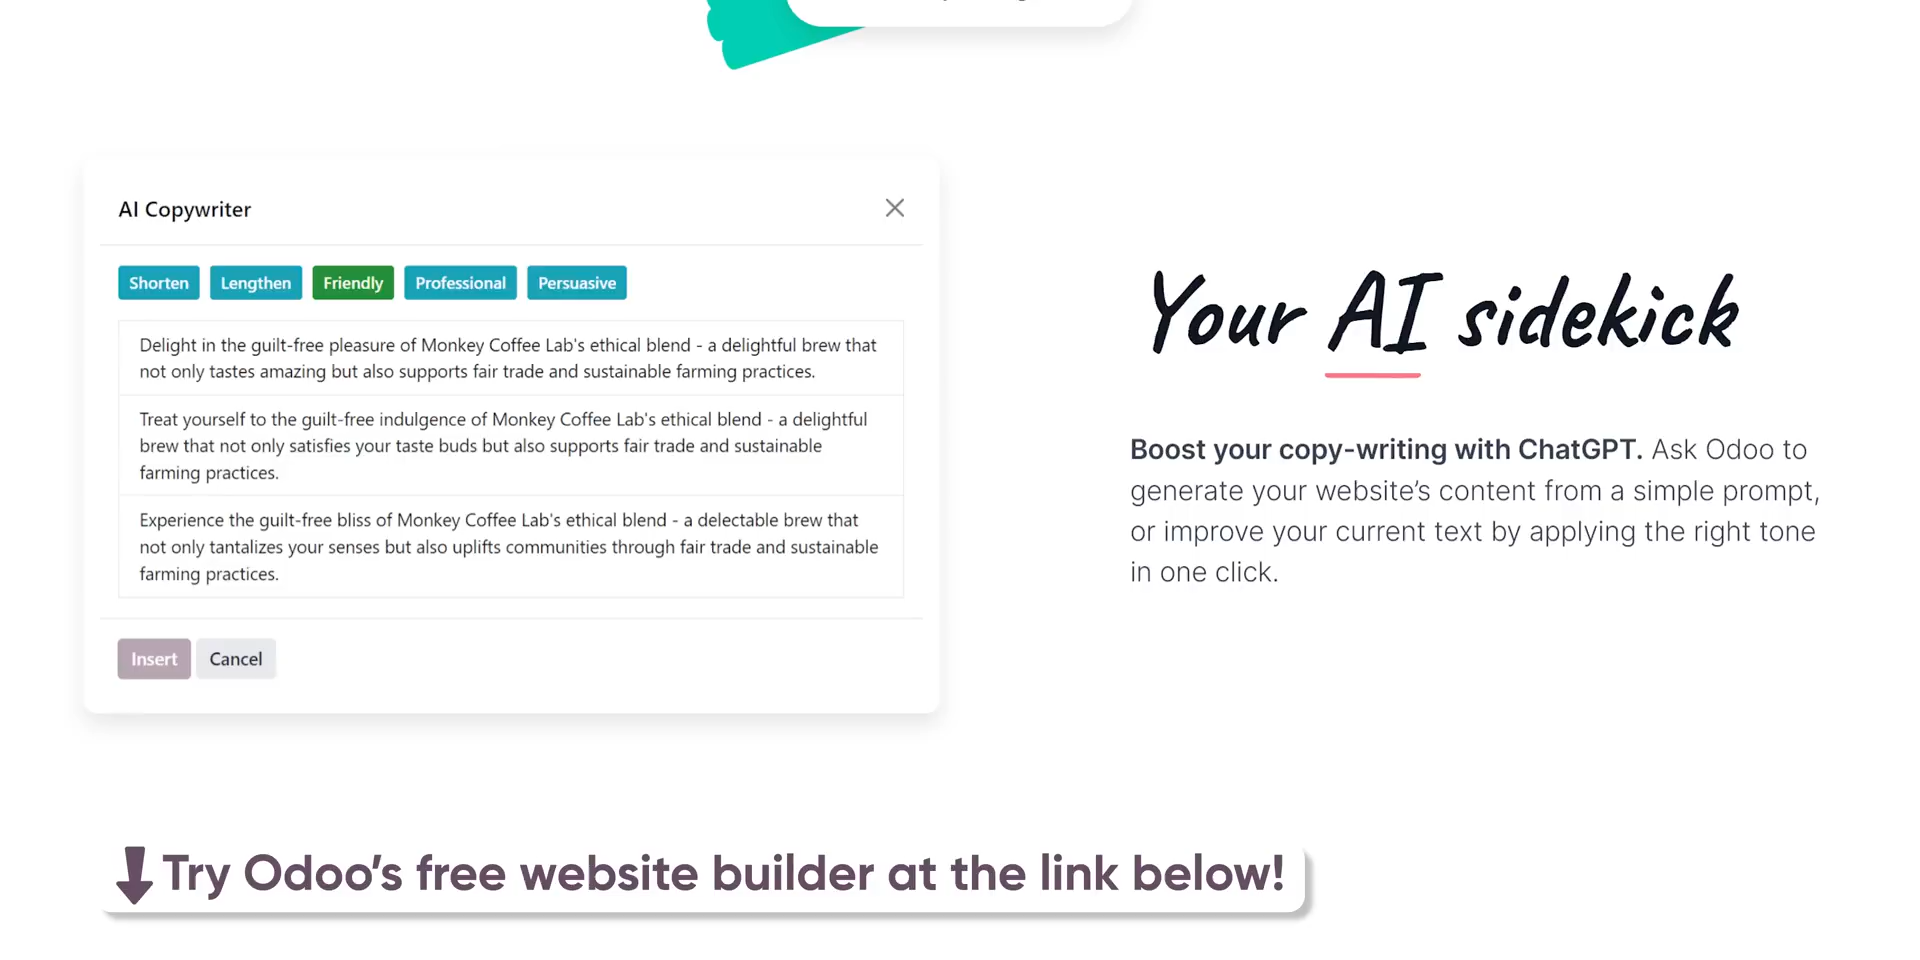 AI Copywriter
Shorten
Lengthen
Friendly
Professional
Persuasive
Delight in the guilt-free pleasure of Monkey Coffee Lab's ethical blend - a delightful brew that
not only tastes amazing but also supports fair trade and sustainable farming practices.
Treat yourself to the guilt-free indulgence of Monkey Coffee Lab's ethical blend - a delightful
brew that not only satisfies your taste buds but also supports fair trade and sustainable
farming practices.
Experience the guilt-free bliss of Monkey Coffee Lab's ethical blend - a delectable brew that
not only tantalizes your senses but also uplifts communities through fair trade and sustainable
farming practices.
Insert
Cancel
Your AI sidekick
Boost your copy-writing with ChatGPT. Ask Odoo to
generate your website’s content from a simple prompt,
or improve your current text by applying the right tone
in one click.
Try Odoo’s free website builder at the link below!